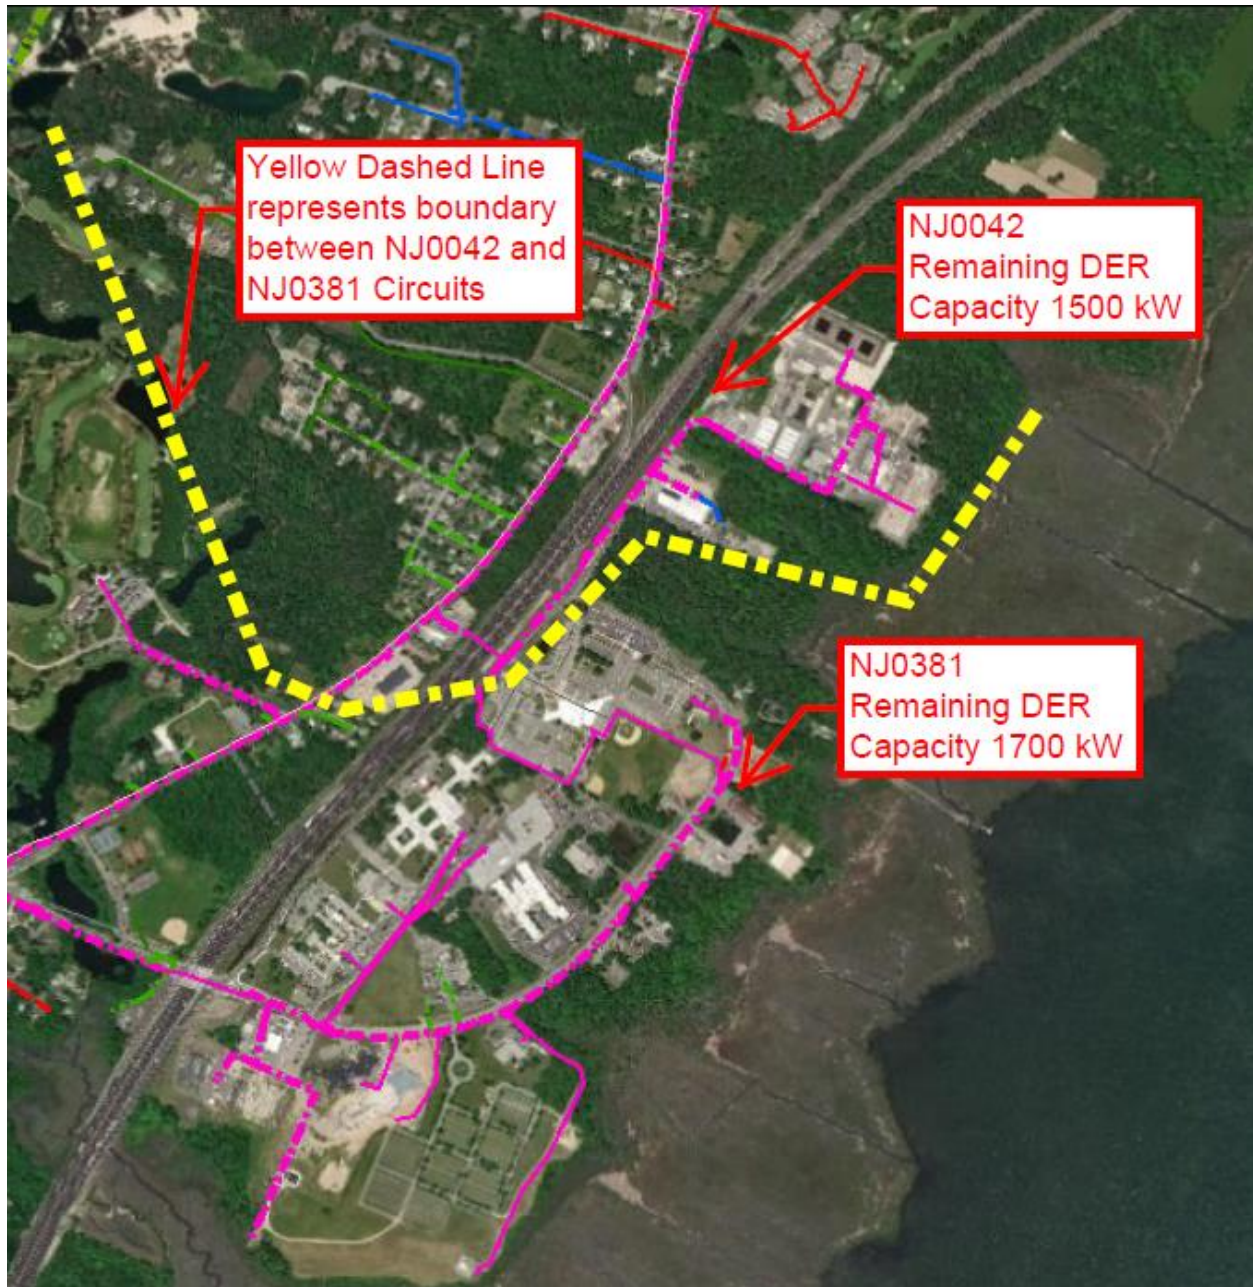 Yellow Dashed Line
represents boundary
between NJ0042 and
NJ0381 Circuits
NJ0042
Remaining DER
Capacity 1500 kW
NJ0381
Remaining DER
Capacity 1700 kW